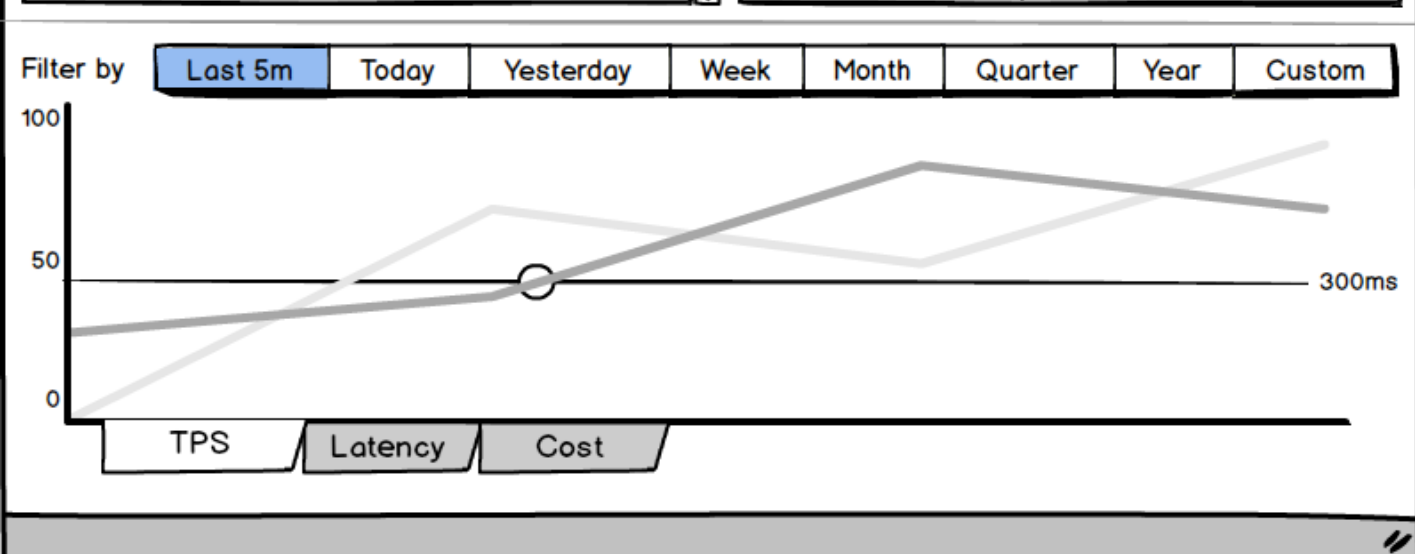 Filter by Last 5m Today Yesterday Week Month Quarter Year Custom
100
50
300ms
0
TPS Latency Cost